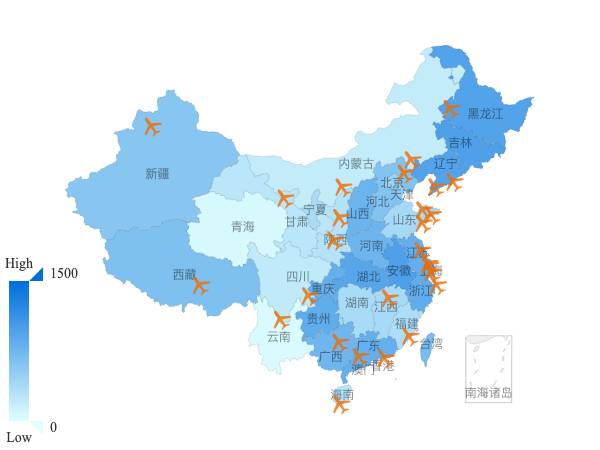 黑龙江
吉林
内蒙古
辽宁
新疆
北京
天津
河北
宁夏
山西
山东
甘肃
青海
陕西
河南
江苏
High
1500
西藏
四川
湖北
安徽
上海
重庆
浙江
湖南
江西
贵州
福建
云南
广西
广东
台湾
澳门
香港
海南
南海诸岛
0
Low